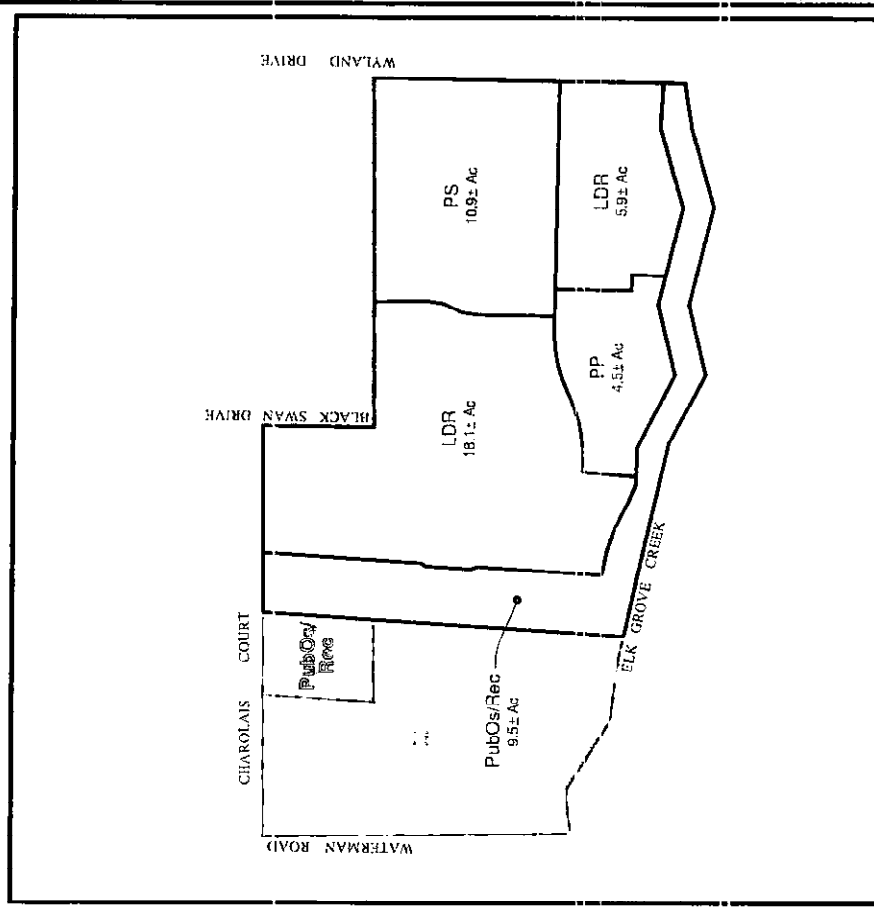 WYLAND DRIVE
PS
10.9± Ac
LDR
5.9± Ac
BLACK SWAN DRIVE
LDR
18.1± Ac
PP
4.5± Ac
CHAROLAIS COURT
PubOs/
Rec
PubOs/Rec
9.5± Ac
ELK GROVE CREEK
WATERMAN ROAD